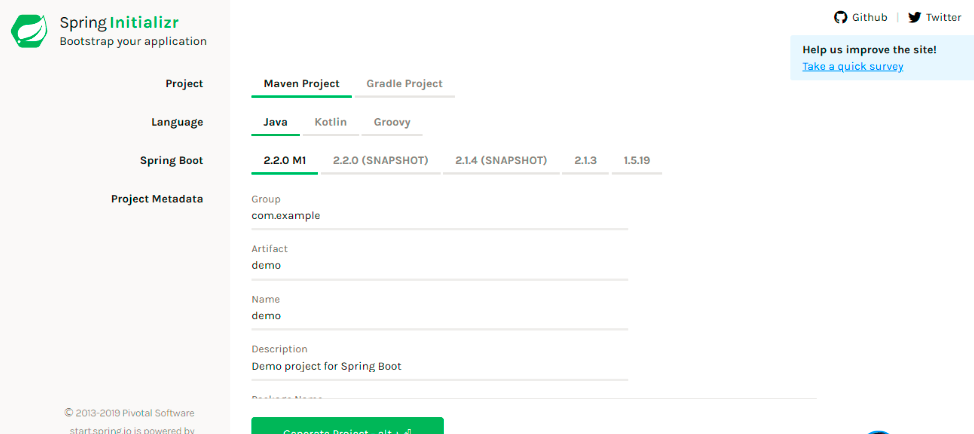 Spring Initializr
Bootstrap your application
Github | Twitter
Help us improve the site!
Take a quick survey
Project
Maven Project Gradle Project
Language
Java Kotlin Groovy
Spring Boot
2.2.0 M1 2.2.0 (SNAPSHOT) 2.1.4 (SNAPSHOT) 2.1.3 1.5.19
Project Metadata
Group
com.example
Artifact
demo
Name
demo
Description
Demo project for Spring Boot
Package Name
© 2013-2019 Pivotal Software
start.spring.io is powered by
Generate Project - alt + ⏎